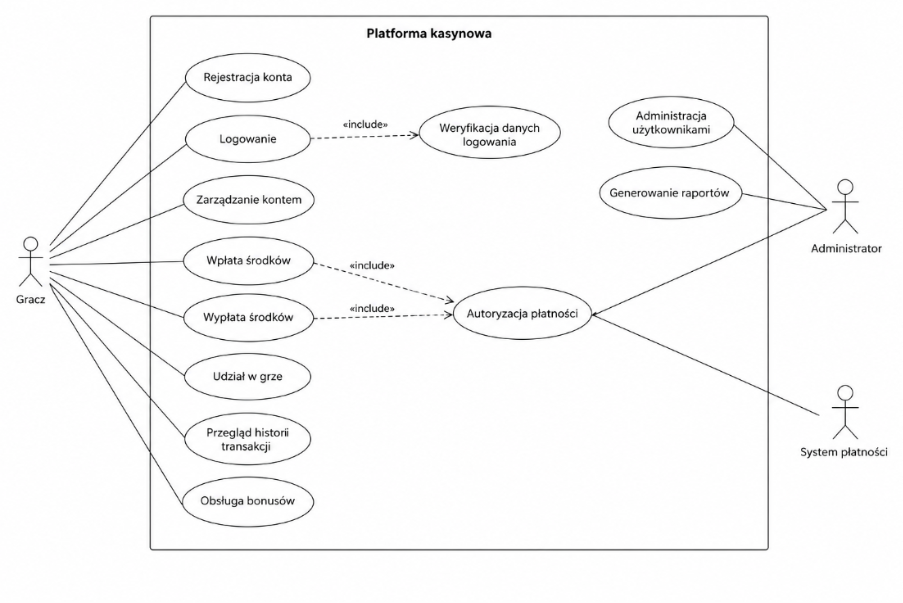 Platforma kasynowa
Rejestracja konta
Logowanie
«include»
Weryfikacja danych
logowania
Administracja
użytkownikami
Zarządzanie kontem
Generowanie raportów
Administrator
Gracz
Wpłata środków
«include»
Wypłata środków
«include»
Autoryzacja płatności
Udział w grze
Przegląd historii
transakcji
System płatności
Obsługa bonusów